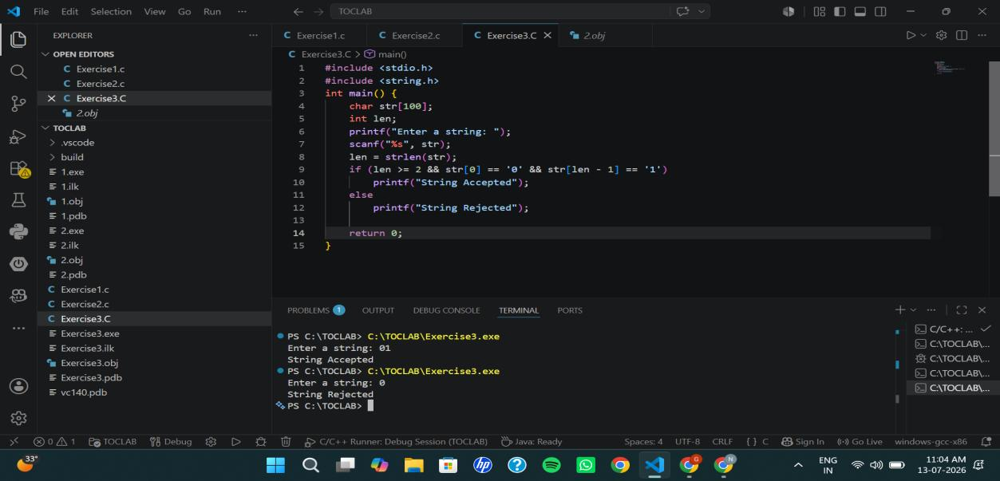 File Edit Selection View Go Run ··· TOCLAB
EXPLORER ···
OPEN EDITORS
C Exercise1.c
C Exercise2.c
C Exercise3.C
2.obj
TOCLAB
.vscode
build
1.exe
1.ilk
1.obj
1.pdb
2.exe
2.ilk
2.obj
2.pdb
C Exercise1.c
C Exercise2.c
C Exercise3.C
Exercise3.exe
Exercise3.ilk
Exercise3.obj
Exercise3.pdb
vc140.pdb
C Exercise1.c C Exercise2.c C Exercise3.C 2.obj
C Exercise3.C > main()
1 #include <stdio.h>
2 #include <string.h>
3 int main() {
4 char str[100];
5 int len;
6 printf("Enter a string: ");
7 scanf("%s", str);
8 len = strlen(str);
9 if (len >= 2 && str[0] == '0' && str[len - 1] == '1')
10 printf("String Accepted");
11 else
12 printf("String Rejected");
13
14 return 0;
15 }
PROBLEMS 1 OUTPUT DEBUG CONSOLE TERMINAL PORTS
PS C:\TOCLAB> C:\TOCLAB\Exercise3.exe
Enter a string: 01
String Accepted
PS C:\TOCLAB> C:\TOCLAB\Exercise3.exe
Enter a string: 0
String Rejected
PS C:\TOCLAB>
C/C++: ...
C:\TOCLAB\...
C:\TOCLAB\...
C:\TOCLAB\...
C:\TOCLAB\...
0 1 TOCLAB Debug C/C++ Runner: Debug Session (TOCLAB) Java: Ready Spaces: 4 UTF-8 CRLF { } C Sign In Go Live windows-gcc-x86
33° hp G N ENG 11:04 AM
IN 13-07-2026